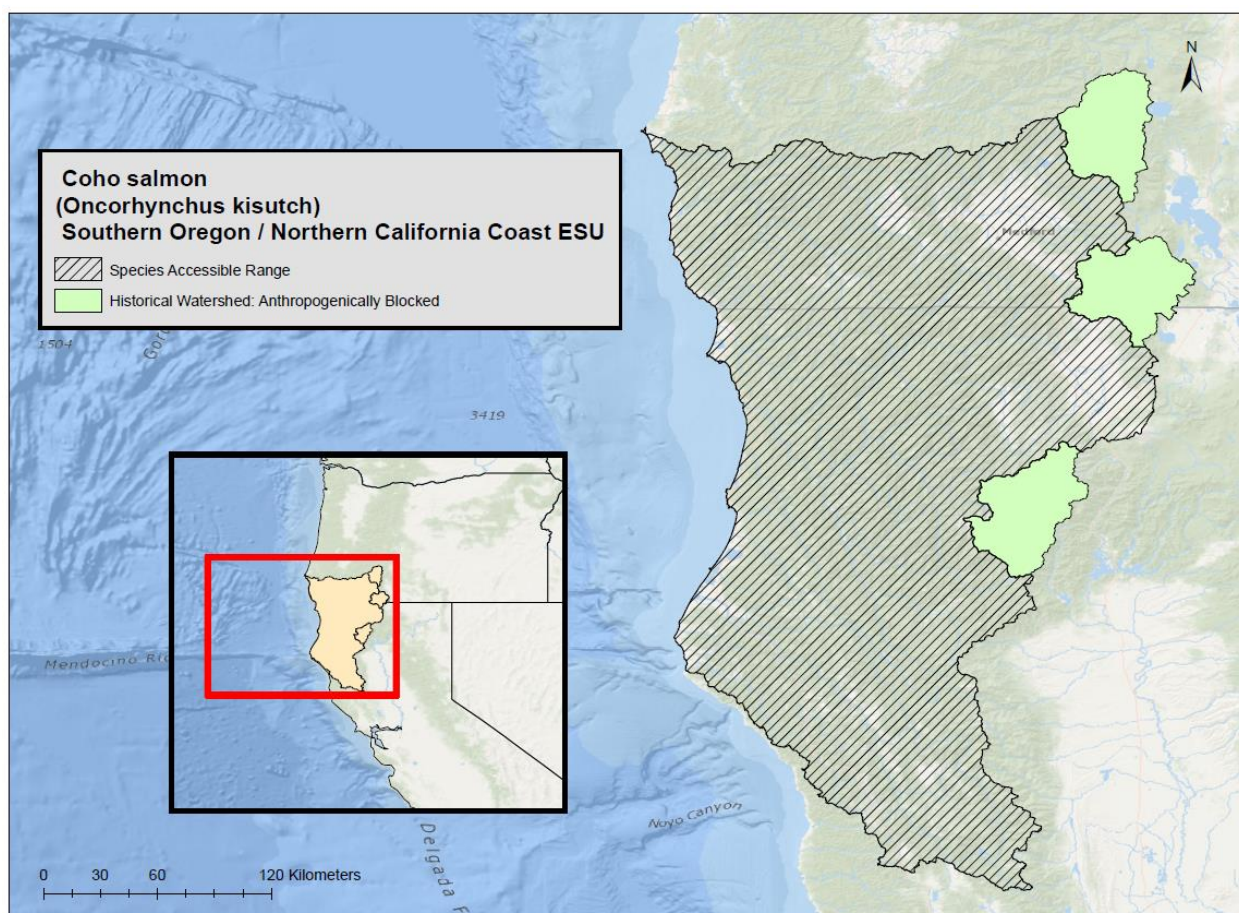 N
Coho salmon
(Oncorhynchus kisutch)
Southern Oregon / Northern California Coast ESU
Species Accessible Range
Historical Watershed: Anthropogenically Blocked
Medford
1504
3419
Mendocino
Noyo Canyon
Delgada
0 30 60 120 Kilometers